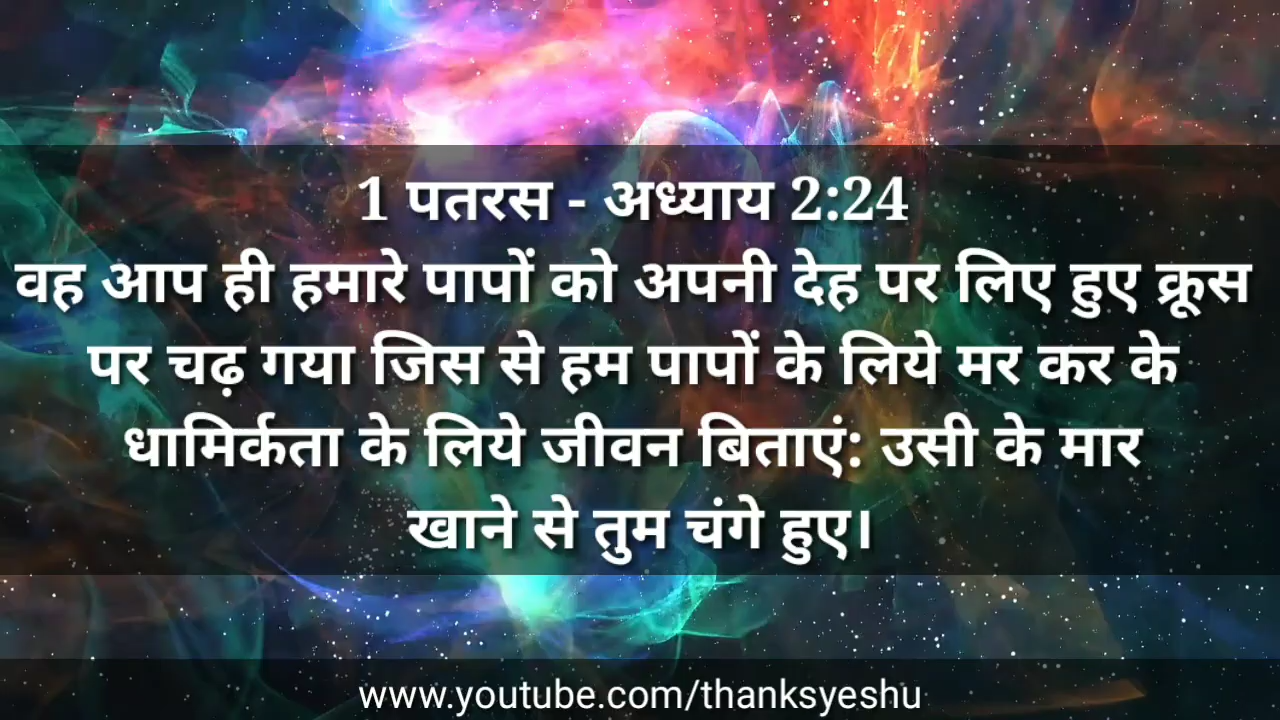 1 पतरस - अध्याय 2:24
वह आप ही हमारे पापों को अपनी देह पर लिए हुए क्रूस
पर चढ़ गया जिस से हम पापों के लिये मर कर के
धामिर्कता के लिये जीवन बिताएं: उसी के मार
खाने से तुम चंगे हुए।
www.youtube.com/thanksyeshu